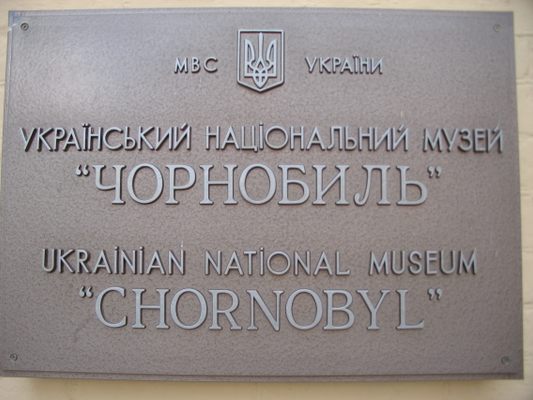 МВС УКРАЇНИ
УКРАЇНСЬКИЙ НАЦІОНАЛЬНИЙ МУЗЕЙ
“ЧОРНОБИЛЬ”
UKRAINIAN NATIONAL MUSEUM
“CHORNOBYL”